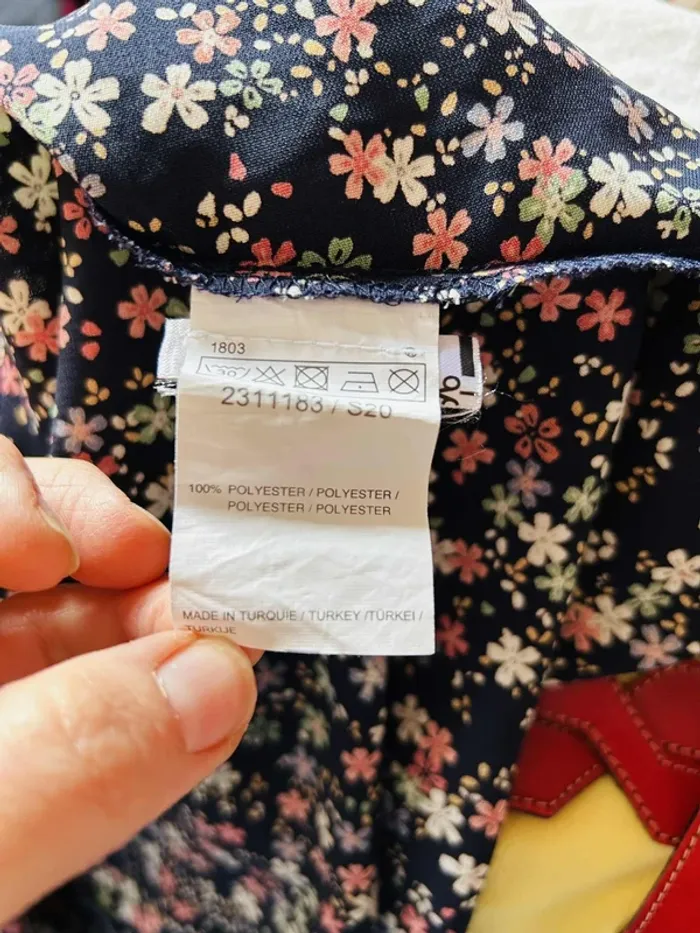 1803
2311183 / S20
100% POLYESTER / POLYESTER /
POLYESTER / POLYESTER
MADE IN TURQUIE / TURKEY /TÜRKEI /
TURKIJE